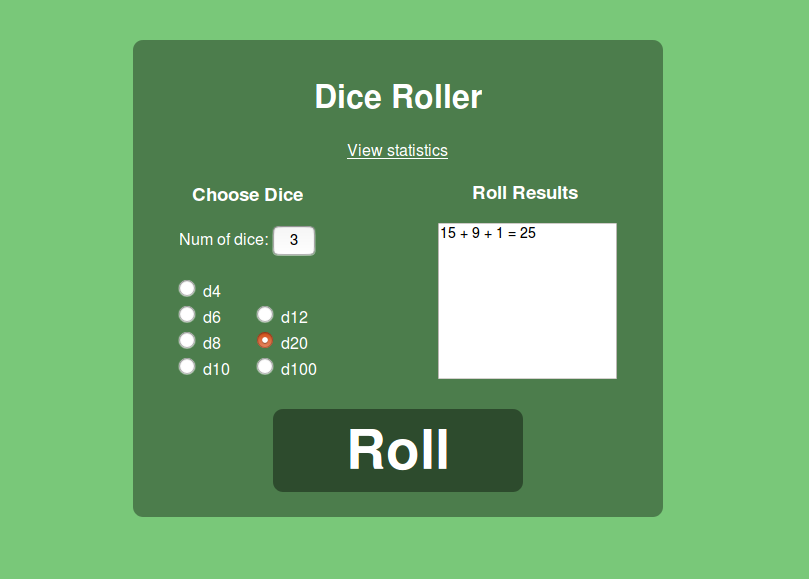 Dice Roller
View statistics
Choose Dice
Num of dice: 3
d4
d6 d12
d8 d20
d10 d100
Roll Results
15 + 9 + 1 = 25
Roll